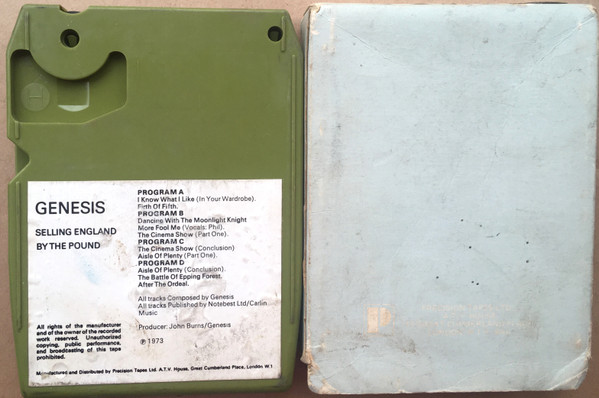 H
GENESIS
SELLING ENGLAND
BY THE POUND
PROGRAM A
I Know What I Like (In Your Wardrobe).
Firth Of Fifth.
PROGRAM B
Dancing With The Moonlight Knight
More Fool Me (Vocals: Phil).
The Cinema Show (Part One).
PROGRAM C
The Cinema Show (Conclusion)
Aisle Of Plenty (Part One).
PROGRAM D
Aisle Of Plenty (Conclusion).
The Battle Of Epping Forest.
After The Ordeal.
All tracks Composed by Genesis
All tracks Published by Notebest Ltd/Carlin
Music
Producer: John Burns/Genesis
℗ 1973
All rights of the manufacturer
and of the owner of the recorded
work reserved. Unauthorized
copying, public performance,
and broadcasting of this tape
prohibited.
Manufactured and Distributed by Precision Tapes Ltd. A.T.V. House, Great Cumberland Place, London W.1